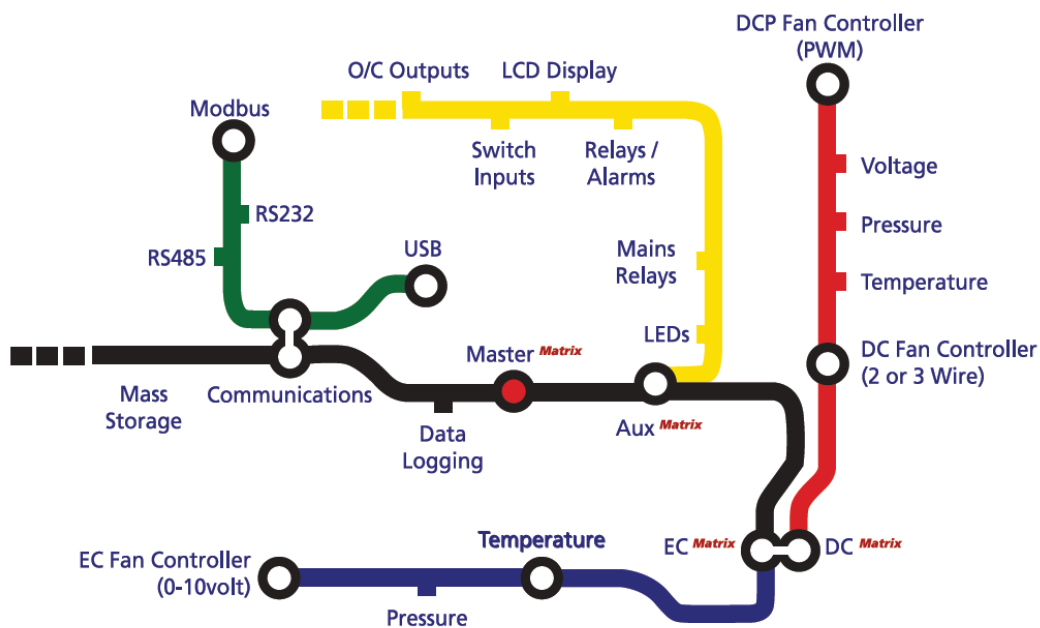 DCP Fan Controller
(PWM)
O/C Outputs
LCD Display
Modbus
Switch
Inputs
Relays /
Alarms
Voltage
RS232
Pressure
RS485
USB
Mains
Relays
Temperature
LEDs
Master Matrix
DC Fan Controller
(2 or 3 Wire)
Mass
Storage
Communications
Data
Logging
Aux Matrix
EC Fan Controller
(0-10volt)
Temperature
EC Matrix
DC Matrix
Pressure